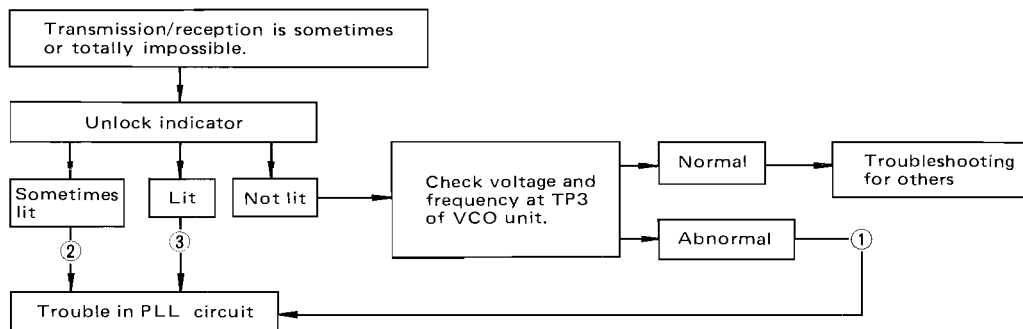 Transmission/reception is sometimes
or totally impossible.
Unlock indicator
Sometimes
lit
Lit
Not lit
Check voltage and
frequency at TP3
of VCO unit.
Normal
Troubleshooting
for others
Abnormal
①
②
③
Trouble in PLL circuit